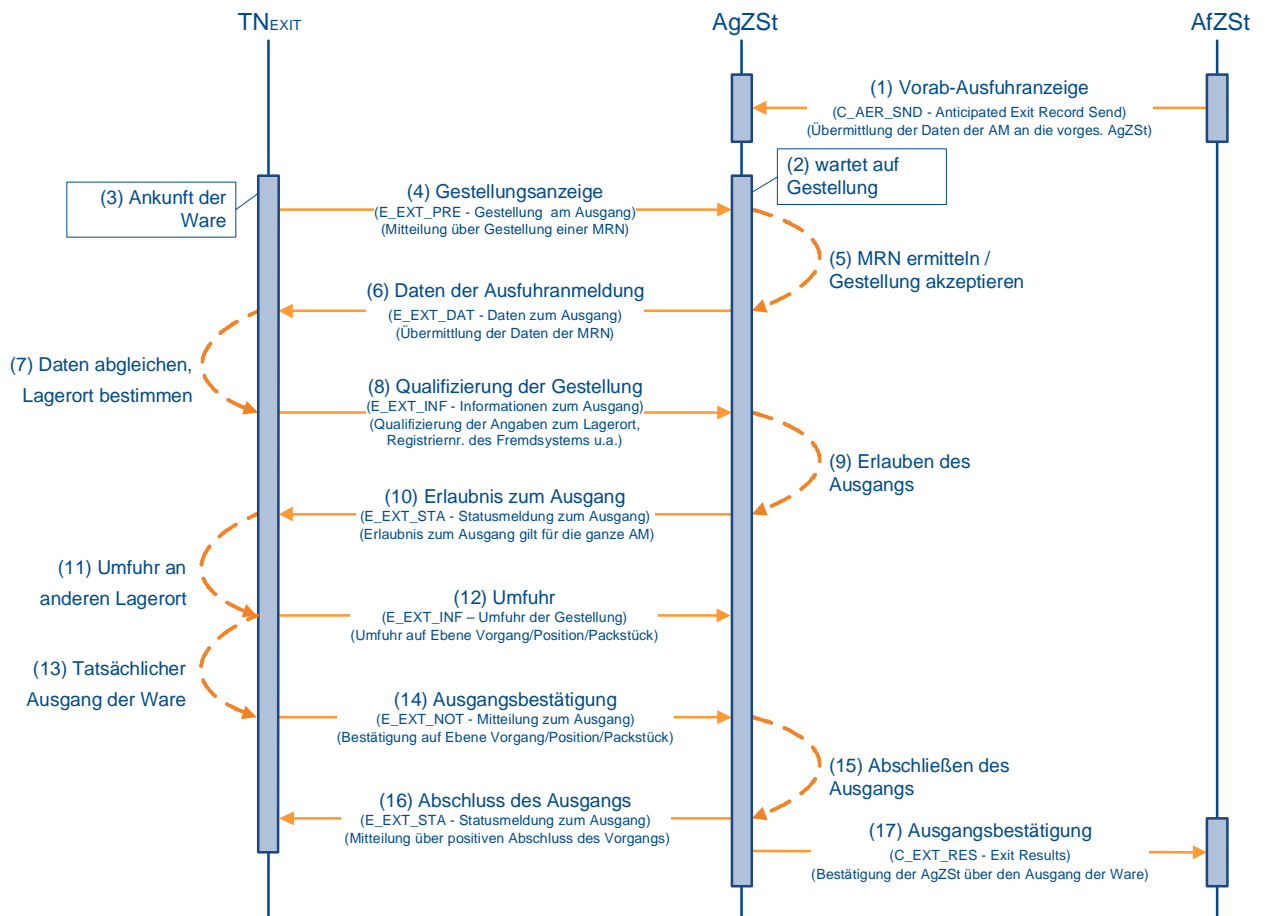 TNEXIT
AgZSt
AfZSt
(1) Vorab-Ausfuhranzeige
(C_AER_SND - Anticipated Exit Record Send)
(Übermittlung der Daten der AM an die vorges. AgZSt)
(2) wartet auf
Gestellung
(3) Ankunft der
Ware
(4) Gestellungsanzeige
(E_EXT_PRE - Gestellung am Ausgang)
(Mitteilung über Gestellung einer MRN)
(5) MRN ermitteln /
Gestellung akzeptieren
(6) Daten der Ausfuhranmeldung
(E_EXT_DAT - Daten zum Ausgang)
(Übermittlung der Daten der MRN)
(7) Daten abgleichen,
Lagerort bestimmen
(8) Qualifizierung der Gestellung
(E_EXT_INF - Informationen zum Ausgang)
(Qualifizierung der Angaben zum Lagerort,
Registriernr. des Fremdsystems u.a.)
(9) Erlauben des
Ausgangs
(10) Erlaubnis zum Ausgang
(E_EXT_STA - Statusmeldung zum Ausgang)
(Erlaubnis zum Ausgang gilt für die ganze AM)
(11) Umfuhr an
anderen Lagerort
(12) Umfuhr
(E_EXT_INF – Umfuhr der Gestellung)
(Umfuhr auf Ebene Vorgang/Position/Packstück)
(13) Tatsächlicher
Ausgang der Ware
(14) Ausgangsbestätigung
(E_EXT_NOT - Mitteilung zum Ausgang)
(Bestätigung auf Ebene Vorgang/Position/Packstück)
(15) Abschließen des
Ausgangs
(16) Abschluss des Ausgangs
(E_EXT_STA - Statusmeldung zum Ausgang)
(Mitteilung über positiven Abschluss des Vorgangs)
(17) Ausgangsbestätigung
(C_EXT_RES - Exit Results)
(Bestätigung der AgZSt über den Ausgang der Ware)